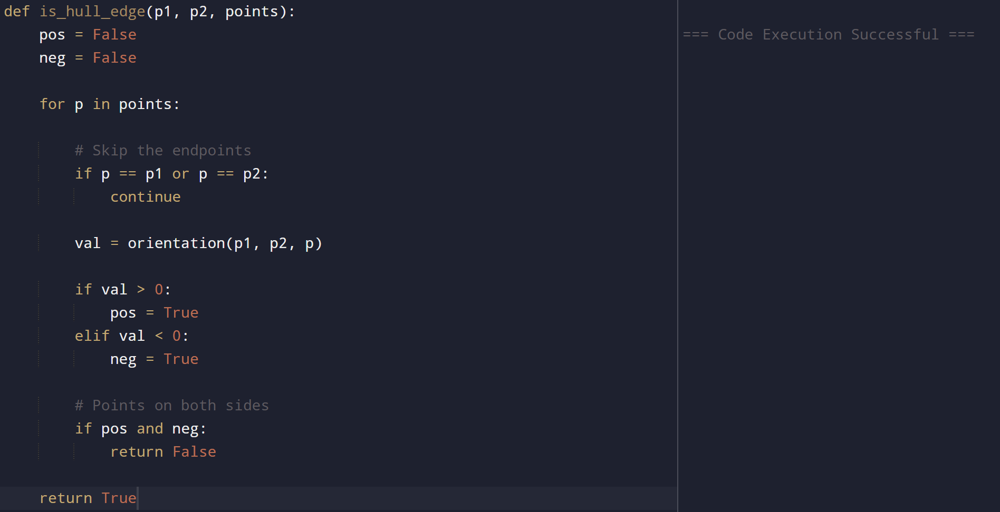 def is_hull_edge(p1, p2, points):
    pos = False
    neg = False

    for p in points:

        # Skip the endpoints
        if p == p1 or p == p2:
            continue

        val = orientation(p1, p2, p)

        if val > 0:
            pos = True
        elif val < 0:
            neg = True

        # Points on both sides
        if pos and neg:
            return False

    return True
=== Code Execution Successful ===